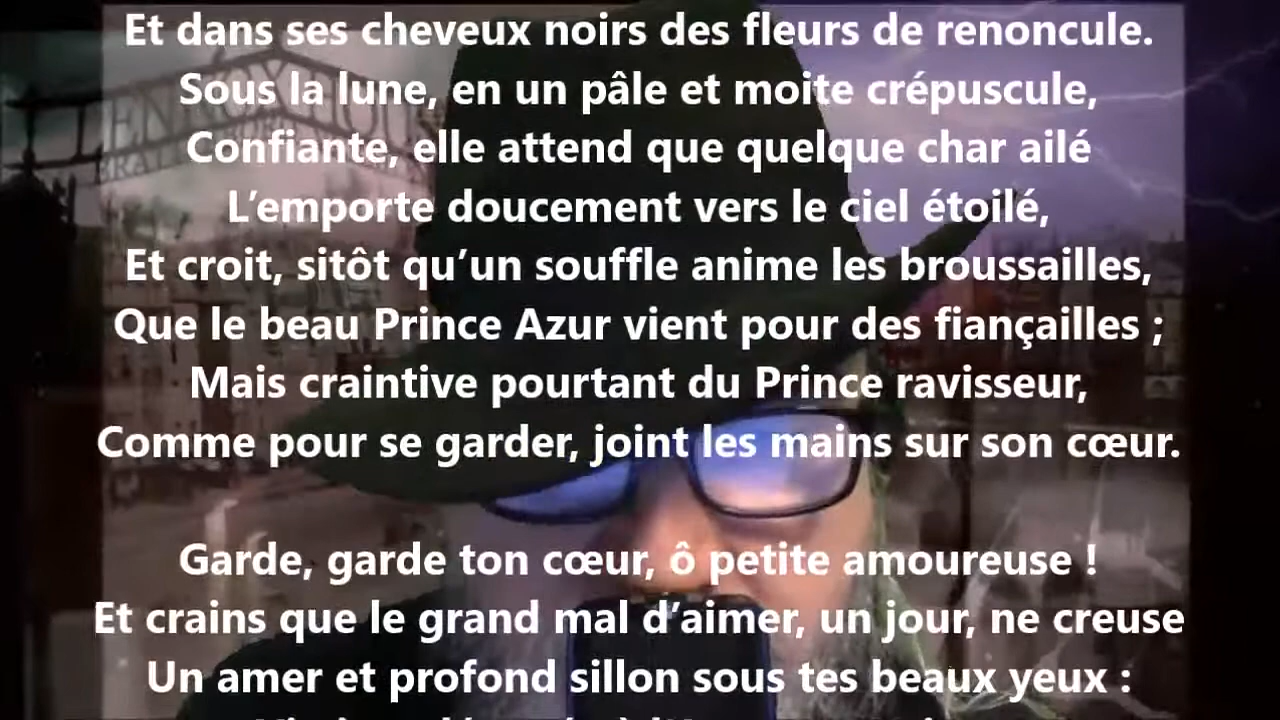 Et dans ses cheveux noirs des fleurs de renoncule.
Sous la lune, en un pâle et moite crépuscule,
Confiante, elle attend que quelque char ailé
L’emporte doucement vers le ciel étoilé,
Et croit, sitôt qu’un souffle anime les broussailles,
Que le beau Prince Azur vient pour des fiançailles ;
Mais craintive pourtant du Prince ravisseur,
Comme pour se garder, joint les mains sur son cœur.
Garde, garde ton cœur, ô petite amoureuse !
Et crains que le grand mal d’aimer, un jour, ne creuse
Un amer et profond sillon sous tes beaux yeux :